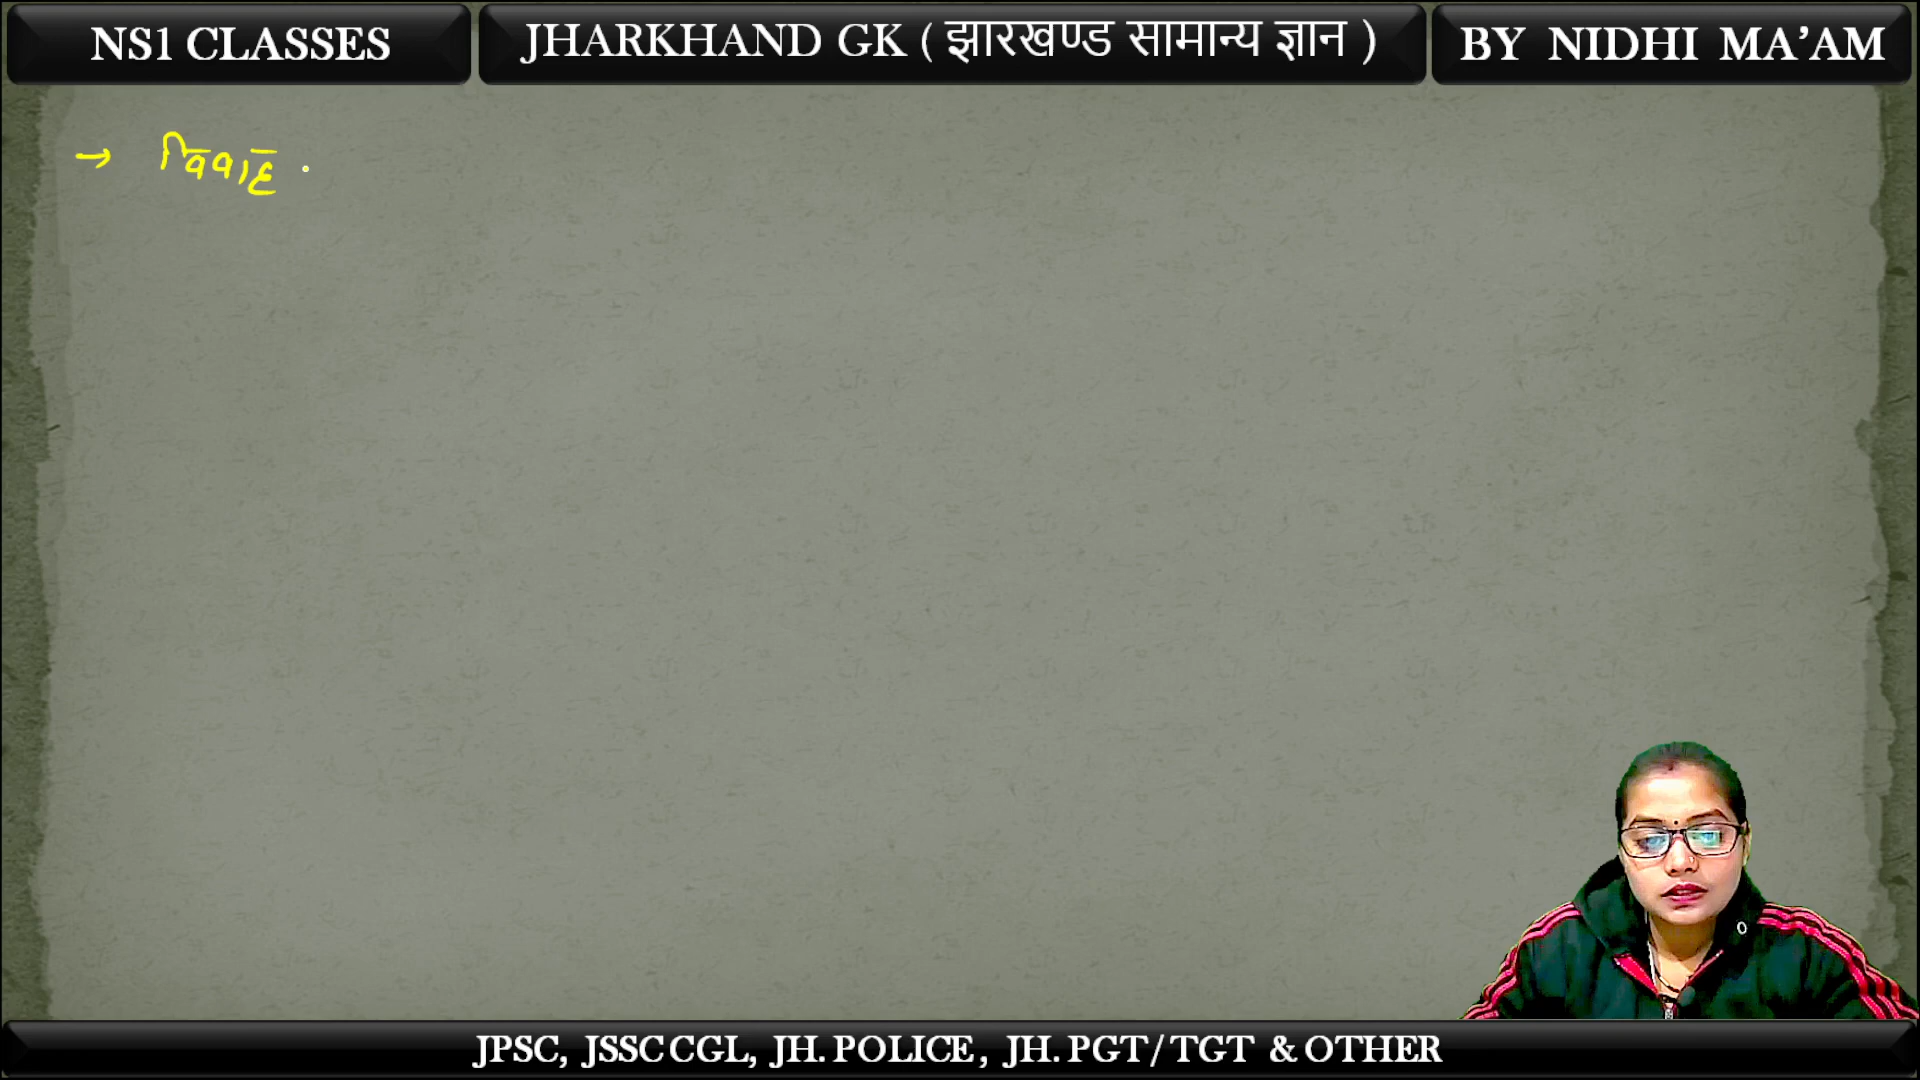 NS1 CLASSES
JHARKHAND GK ( झारखण्ड सामान्य ज्ञान )
BY NIDHI MA’AM
→ विवाह
JPSC, JSSC CGL, JH. POLICE, JH. PGT/ TGT & OTHER